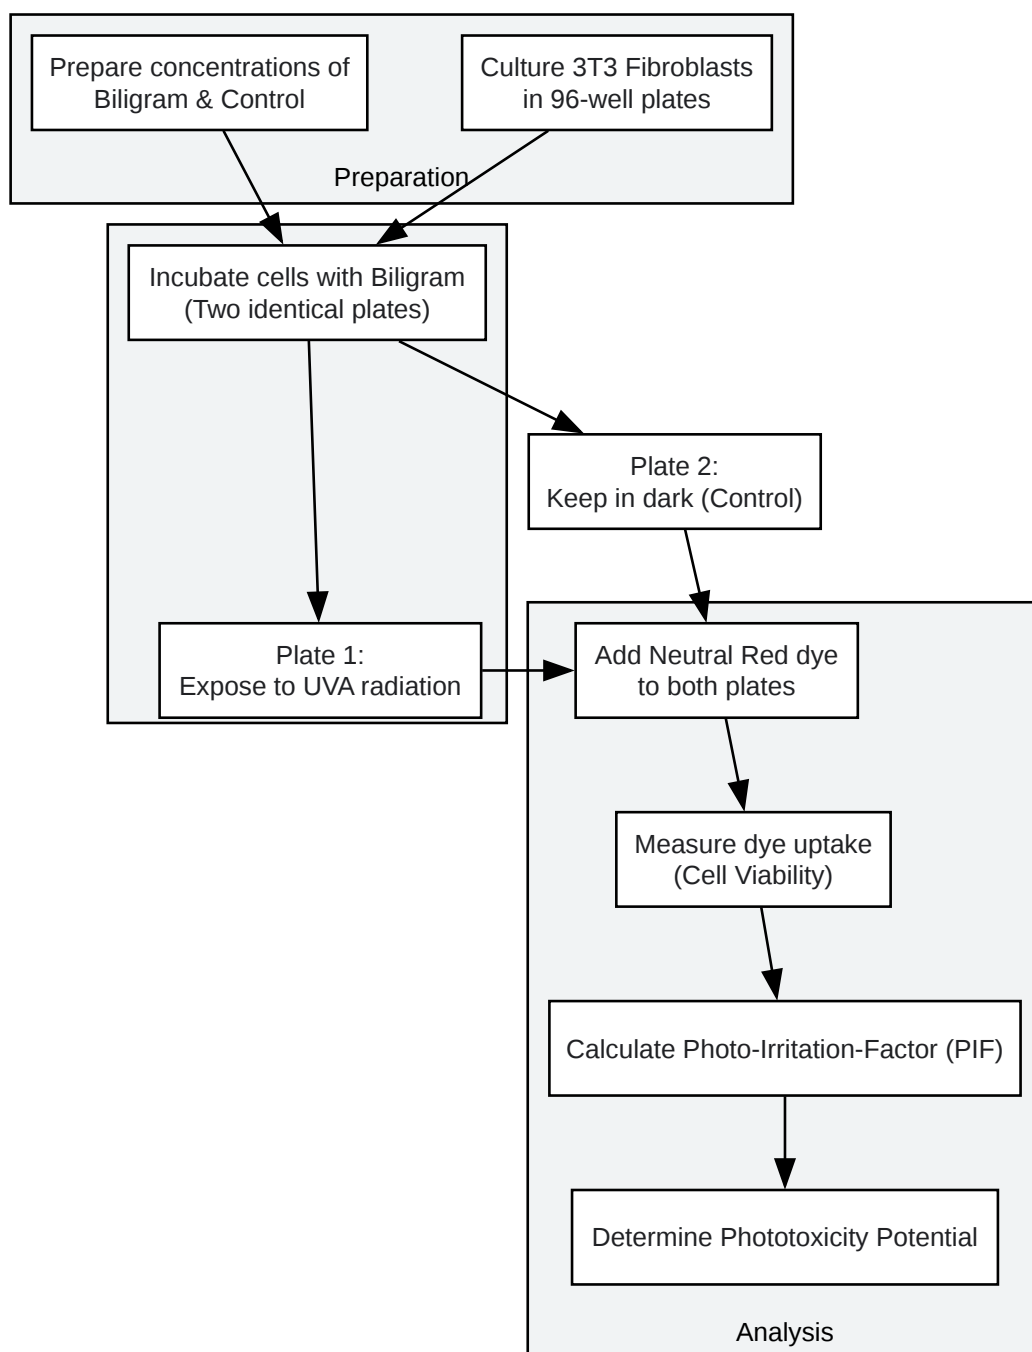 Prepare concentrations of
Biligram & Control
Culture 3T3 Fibroblasts
in 96-well plates
Preparation
Incubate cells with Biligram
(Two identical plates)
Plate 2:
Keep in dark (Control)
Plate 1:
Expose to UVA radiation
Add Neutral Red dye
to both plates
Measure dye uptake
(Cell Viability)
Calculate Photo-Irritation-Factor (PIF)
Determine Phototoxicity Potential
Analysis